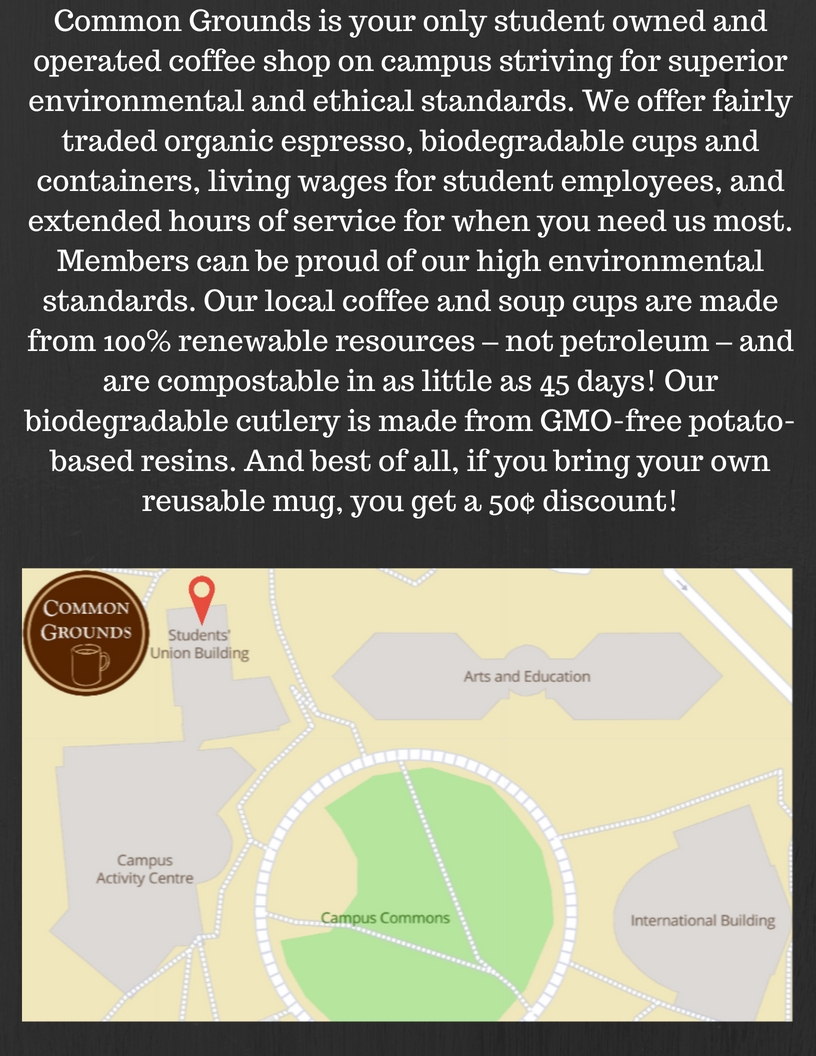 Common Grounds is your only student owned and
operated coffee shop on campus striving for superior
environmental and ethical standards. We offer fairly
traded organic espresso, biodegradable cups and
containers, living wages for student employees, and
extended hours of service for when you need us most.
Members can be proud of our high environmental
standards. Our local coffee and soup cups are made
from 100% renewable resources – not petroleum – and
are compostable in as little as 45 days! Our
biodegradable cutlery is made from GMO-free potato-
based resins. And best of all, if you bring your own
reusable mug, you get a 50¢ discount!
COMMON
GROUNDS
Students'
Union Building
Arts and Education
Campus
Activity Centre
Campus Commons
International Building